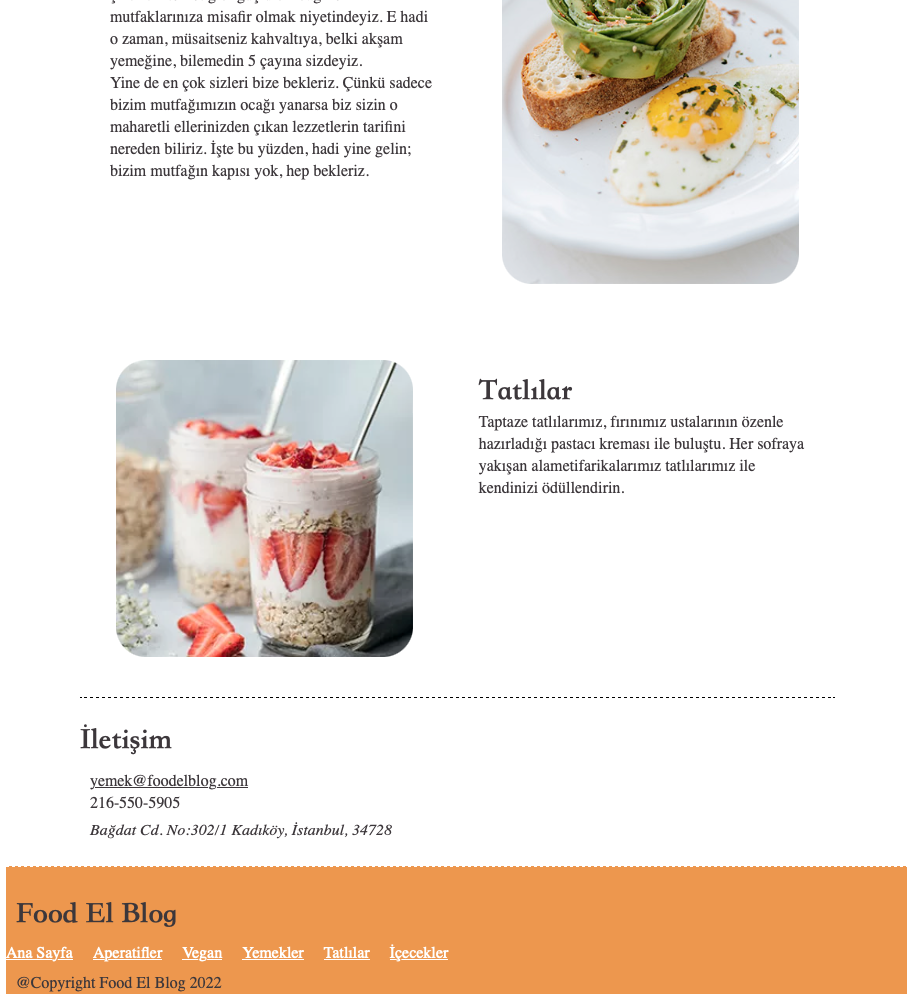 mutfaklarınıza misafir olmak niyetindeyiz. E hadi
o zaman, müsaitseniz kahvaltıya, belki akşam
yemeğine, bilemedin 5 çayına sizdeyiz.
Yine de en çok sizleri bize bekleriz. Çünkü sadece
bizim mutfağımızın ocağı yanarsa biz sizin o
maharetli ellerinizden çıkan lezzetlerin tarifini
nereden biliriz. İşte bu yüzden, hadi yine gelin;
bizim mutfağın kapısı yok, hep bekleriz.
Tatlılar
Taptaze tatlılarımız, fırınımız ustalarının özenle
hazırladığı pastacı kreması ile buluştu. Her sofraya
yakışan alametifarikalarımız tatlılarımız ile
kendinizi ödüllendirin.
İletişim
yemek@foodelblog.com
216-550-5905
Bağdat Cd. No:302/1 Kadıköy, İstanbul, 34728
Food El Blog
Ana Sayfa Aperatifler Vegan Yemekler Tatlılar İçecekler
@Copyright Food El Blog 2022